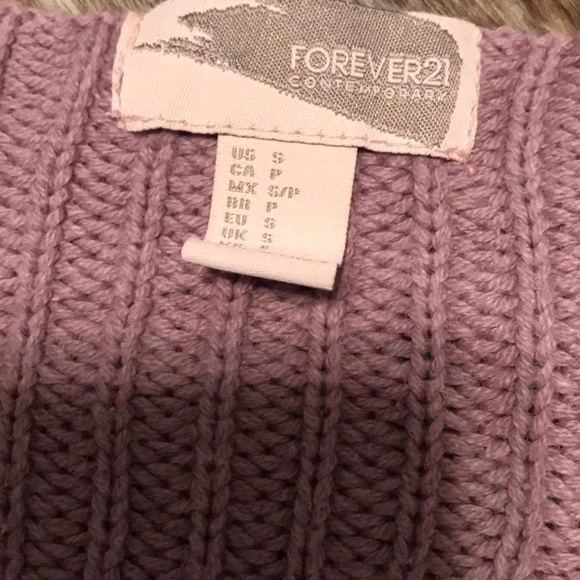 FOREVER21
CONTEMPORARY
US S
CA P
MX S/P
BR P
EU S
UK S